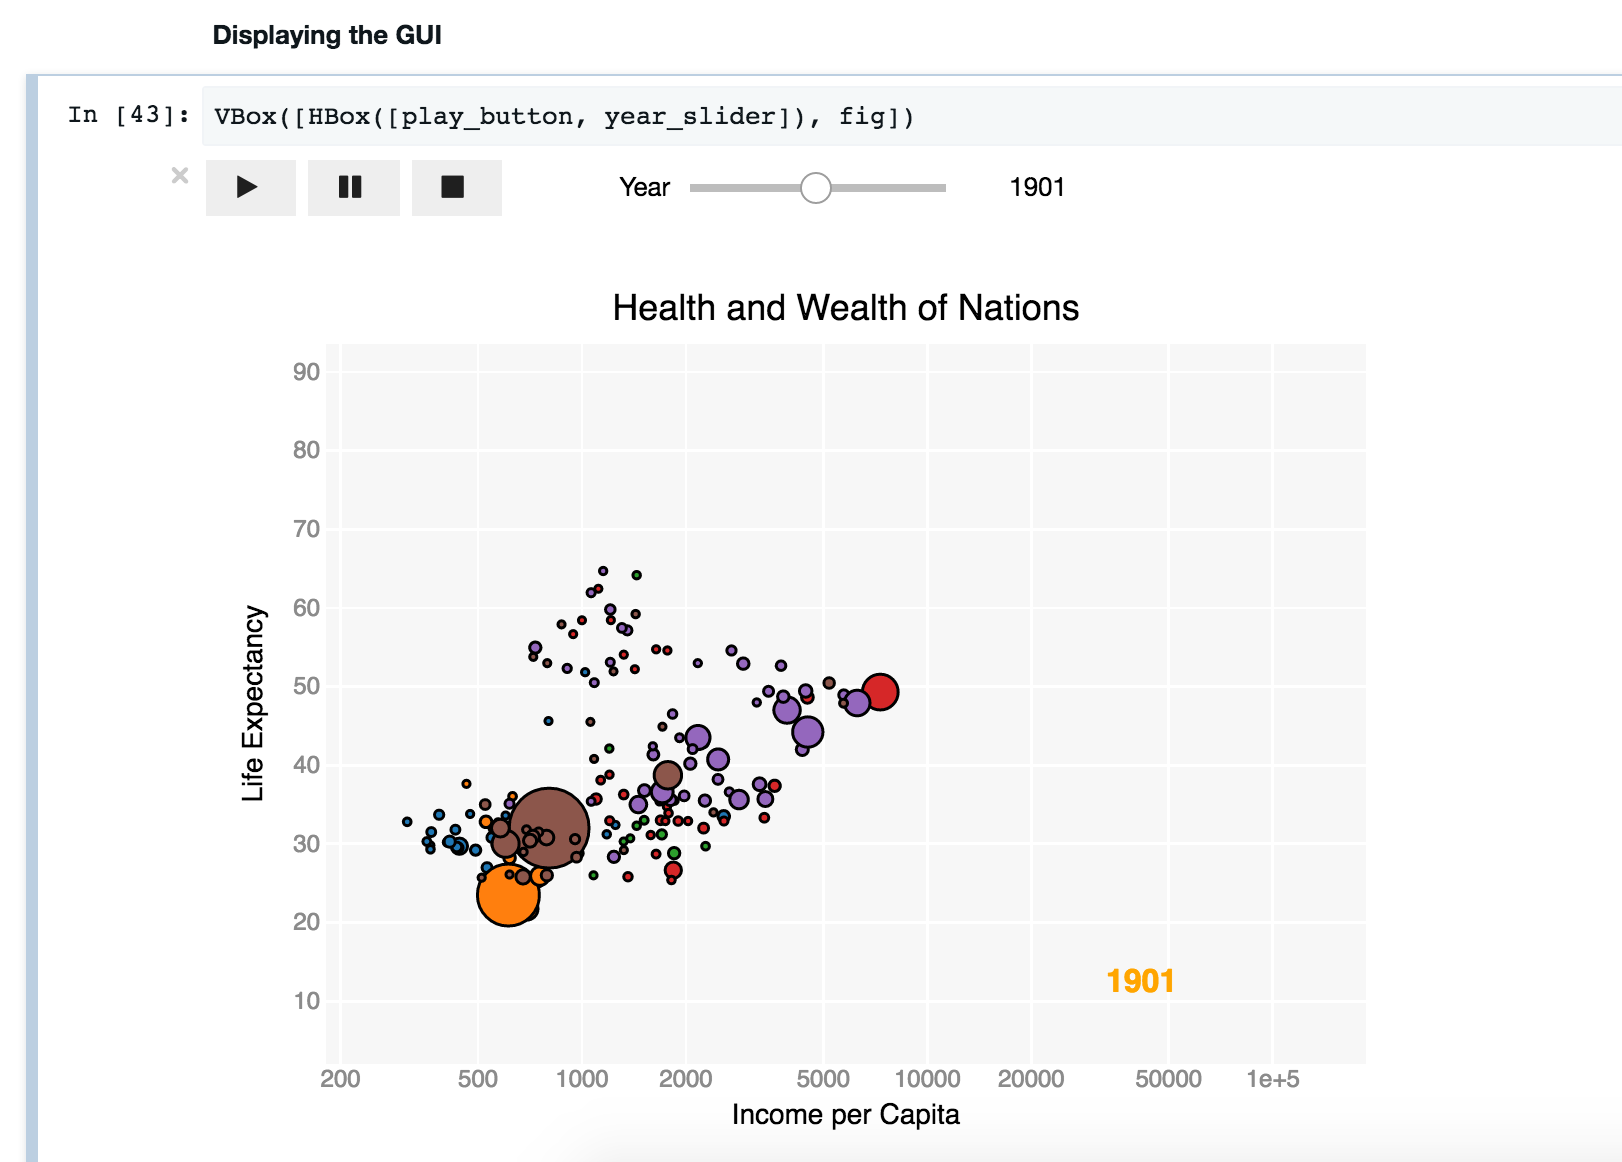 Displaying the GUI
In [43]: VBox([HBox([play_button, year_slider]), fig])
Year 1901
Health and Wealth of Nations
90
80
70
60
50
40
30
20
10
Life Expectancy
1901
200 500 1000 2000 5000 10000 20000 50000 1e+5
Income per Capita